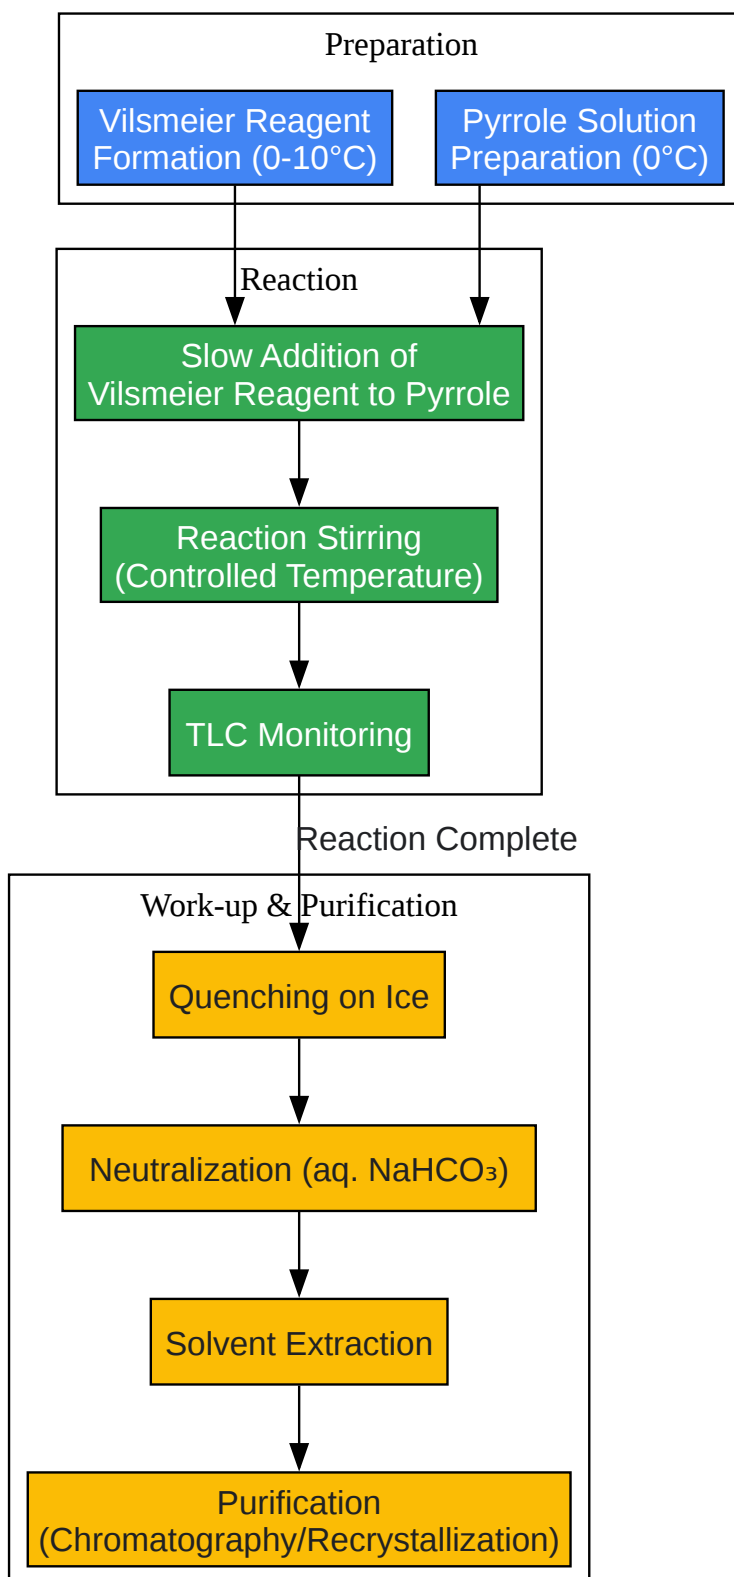 Preparation
Vilsmeier Reagent
Formation (0-10°C)
Pyrrole Solution
Preparation (0°C)
Reaction
Slow Addition of
Vilsmeier Reagent to Pyrrole
Reaction Stirring
(Controlled Temperature)
TLC Monitoring
Reaction Complete
Work-up & Purification
Quenching on Ice
Neutralization (aq. NaHCO₃)
Solvent Extraction
Purification
(Chromatography/Recrystallization)